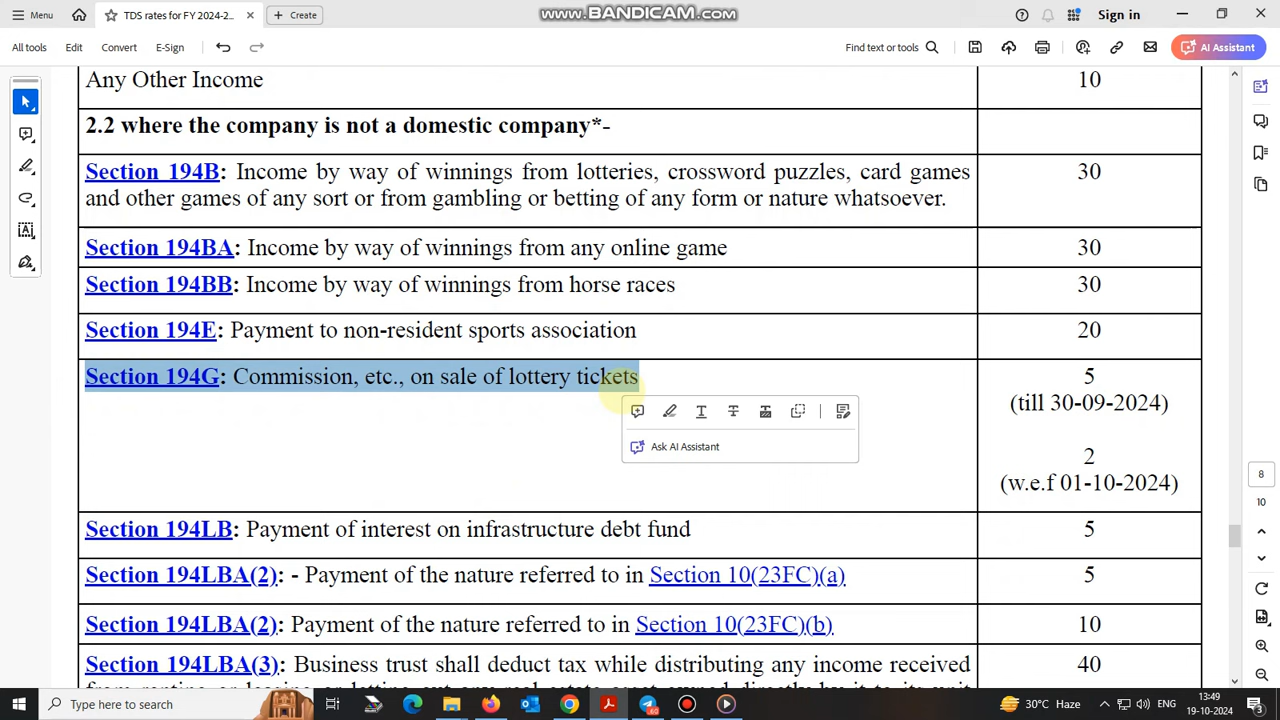 Menu
TDS rates for FY 2024-2...
Create
www.BANDICAM.com
Sign in
All tools
Edit
Convert
E-Sign
Find text or tools
AI Assistant
Any Other Income
10
2.2 where the company is not a domestic company*-
Section 194B: Income by way of winnings from lotteries, crossword puzzles, card games
30
and other games of any sort or from gambling or betting of any form or nature whatsoever.
Section 194BA: Income by way of winnings from any online game
30
Section 194BB: Income by way of winnings from horse races
30
Section 194E: Payment to non-resident sports association
20
Section 194G: Commission, etc., on sale of lottery tickets
5
(till 30-09-2024)
2
(w.e.f 01-10-2024)
Ask AI Assistant
Section 194LB: Payment of interest on infrastructure debt fund
5
Section 194LBA(2): - Payment of the nature referred to in Section 10(23FC)(a)
5
Section 194LBA(2): Payment of the nature referred to in Section 10(23FC)(b)
10
Section 194LBA(3): Business trust shall deduct tax while distributing any income received
40
8
10
Type here to search
60
30°C Haze
ENG
13:49
19-10-2024
3